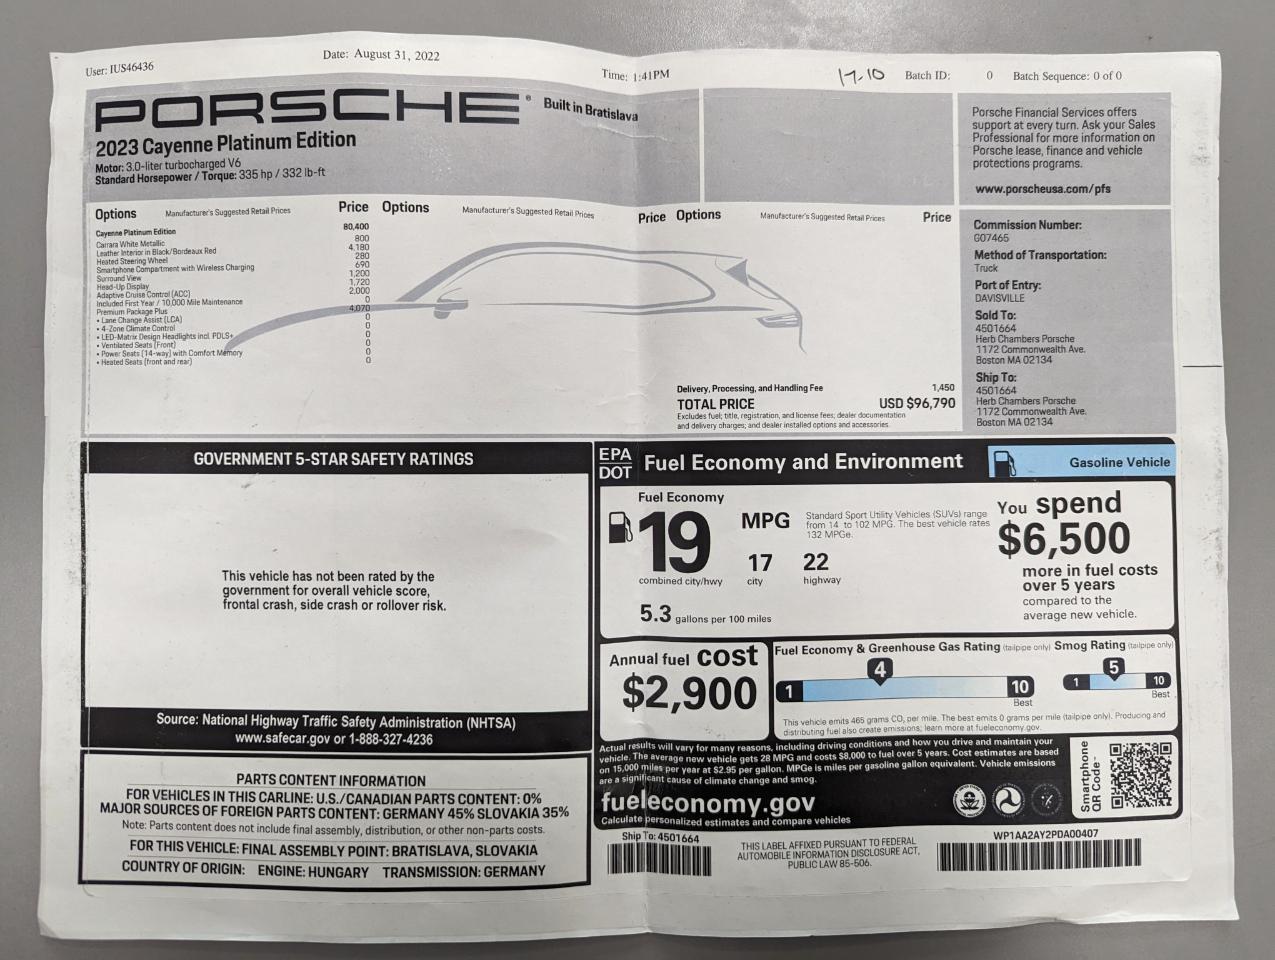 User: IUS46436
Date: August 31, 2022
Time: 1:41PM
17-10
Batch ID: 0 Batch Sequence: 0 of 0
PORSCHE®
Built in Bratislava
2023 Cayenne Platinum Edition
Motor: 3.0-liter turbocharged V6
Standard Horsepower / Torque: 335 hp / 332 lb-ft
Porsche Financial Services offers
support at every turn. Ask your Sales
Professional for more information on
Porsche lease, finance and vehicle
protections programs.
www.porscheusa.com/pfs
Options Manufacturer's Suggested Retail Prices Price
Options Manufacturer's Suggested Retail Prices Price
Options Manufacturer's Suggested Retail Prices Price
Cayenne Platinum Edition 80,400
Carrara White Metallic 800
Leather Interior in Black/Bordeaux Red 4,180
Heated Steering Wheel 280
Smartphone Compartment with Wireless Charging 690
Surround View 1,200
Head-Up Display 1,720
Adaptive Cruise Control (ACC) 2,000
Included First Year / 10,000 Mile Maintenance 0
Premium Package Plus 4,070
• Lane Change Assist (LCA) 0
• 4-Zone Climate Control 0
• LED-Matrix Design Headlights incl. PDLS+ 0
• Ventilated Seats (Front) 0
• Power Seats (14-way) with Comfort Memory 0
• Heated Seats (front and rear) 0
Delivery, Processing, and Handling Fee 1,450
TOTAL PRICE USD $96,790
Excludes fuel; title, registration, and license fees; dealer documentation
and delivery charges; and dealer installed options and accessories.
Commission Number:
G07465
Method of Transportation:
Truck
Port of Entry:
DAVISVILLE
Sold To:
4501664
Herb Chambers Porsche
1172 Commonwealth Ave.
Boston MA 02134
Ship To:
4501664
Herb Chambers Porsche
1172 Commonwealth Ave.
Boston MA 02134
GOVERNMENT 5-STAR SAFETY RATINGS
This vehicle has not been rated by the
government for overall vehicle score,
frontal crash, side crash or rollover risk.
Source: National Highway Traffic Safety Administration (NHTSA)
www.safecar.gov or 1-888-327-4236
PARTS CONTENT INFORMATION
FOR VEHICLES IN THIS CARLINE: U.S./CANADIAN PARTS CONTENT: 0%
MAJOR SOURCES OF FOREIGN PARTS CONTENT: GERMANY 45% SLOVAKIA 35%
Note: Parts content does not include final assembly, distribution, or other non-parts costs.
FOR THIS VEHICLE: FINAL ASSEMBLY POINT: BRATISLAVA, SLOVAKIA
COUNTRY OF ORIGIN: ENGINE: HUNGARY TRANSMISSION: GERMANY
EPA
DOT
Fuel Economy and Environment
Gasoline Vehicle
Fuel Economy
19
combined city/hwy
MPG
17
city
22
highway
5.3 gallons per 100 miles
Standard Sport Utility Vehicles (SUVs) range
from 14 to 102 MPG. The best vehicle rates
132 MPGe.
You spend
$6,500
more in fuel costs
over 5 years
compared to the
average new vehicle.
Annual fuel cost
$2,900
Fuel Economy & Greenhouse Gas Rating (tailpipe only)
4
1
10
Best
Smog Rating (tailpipe only)
5
1
10
Best
This vehicle emits 465 grams CO₂ per mile. The best emits 0 grams per mile (tailpipe only). Producing and
distributing fuel also create emissions; learn more at fueleconomy.gov.
Actual results will vary for many reasons, including driving conditions and how you drive and maintain your
vehicle. The average new vehicle gets 28 MPG and costs $8,000 to fuel over 5 years. Cost estimates are based
on 15,000 miles per year at $2.95 per gallon. MPGe is miles per gasoline gallon equivalent. Vehicle emissions
are a significant cause of climate change and smog.
fueleconomy.gov
Calculate personalized estimates and compare vehicles
Smartphone
QR Code
Ship To: 4501664
THIS LABEL AFFIXED PURSUANT TO FEDERAL
AUTOMOBILE INFORMATION DISCLOSURE ACT,
PUBLIC LAW 85-506.
WP1AA2AY2PDA00407